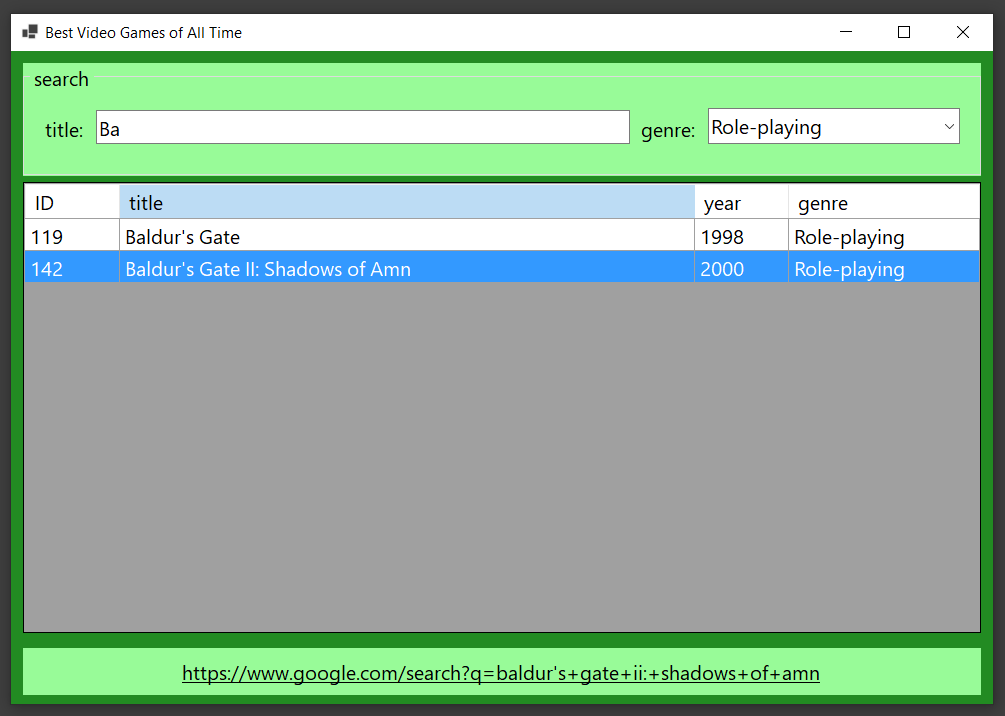 Best Video Games of All Time
search
title: Ba genre: Role-playing
ID title year genre
119 Baldur's Gate 1998 Role-playing
142 Baldur's Gate II: Shadows of Amn 2000 Role-playing
https://www.google.com/search?q=baldur's+gate+ii:+shadows+of+amn